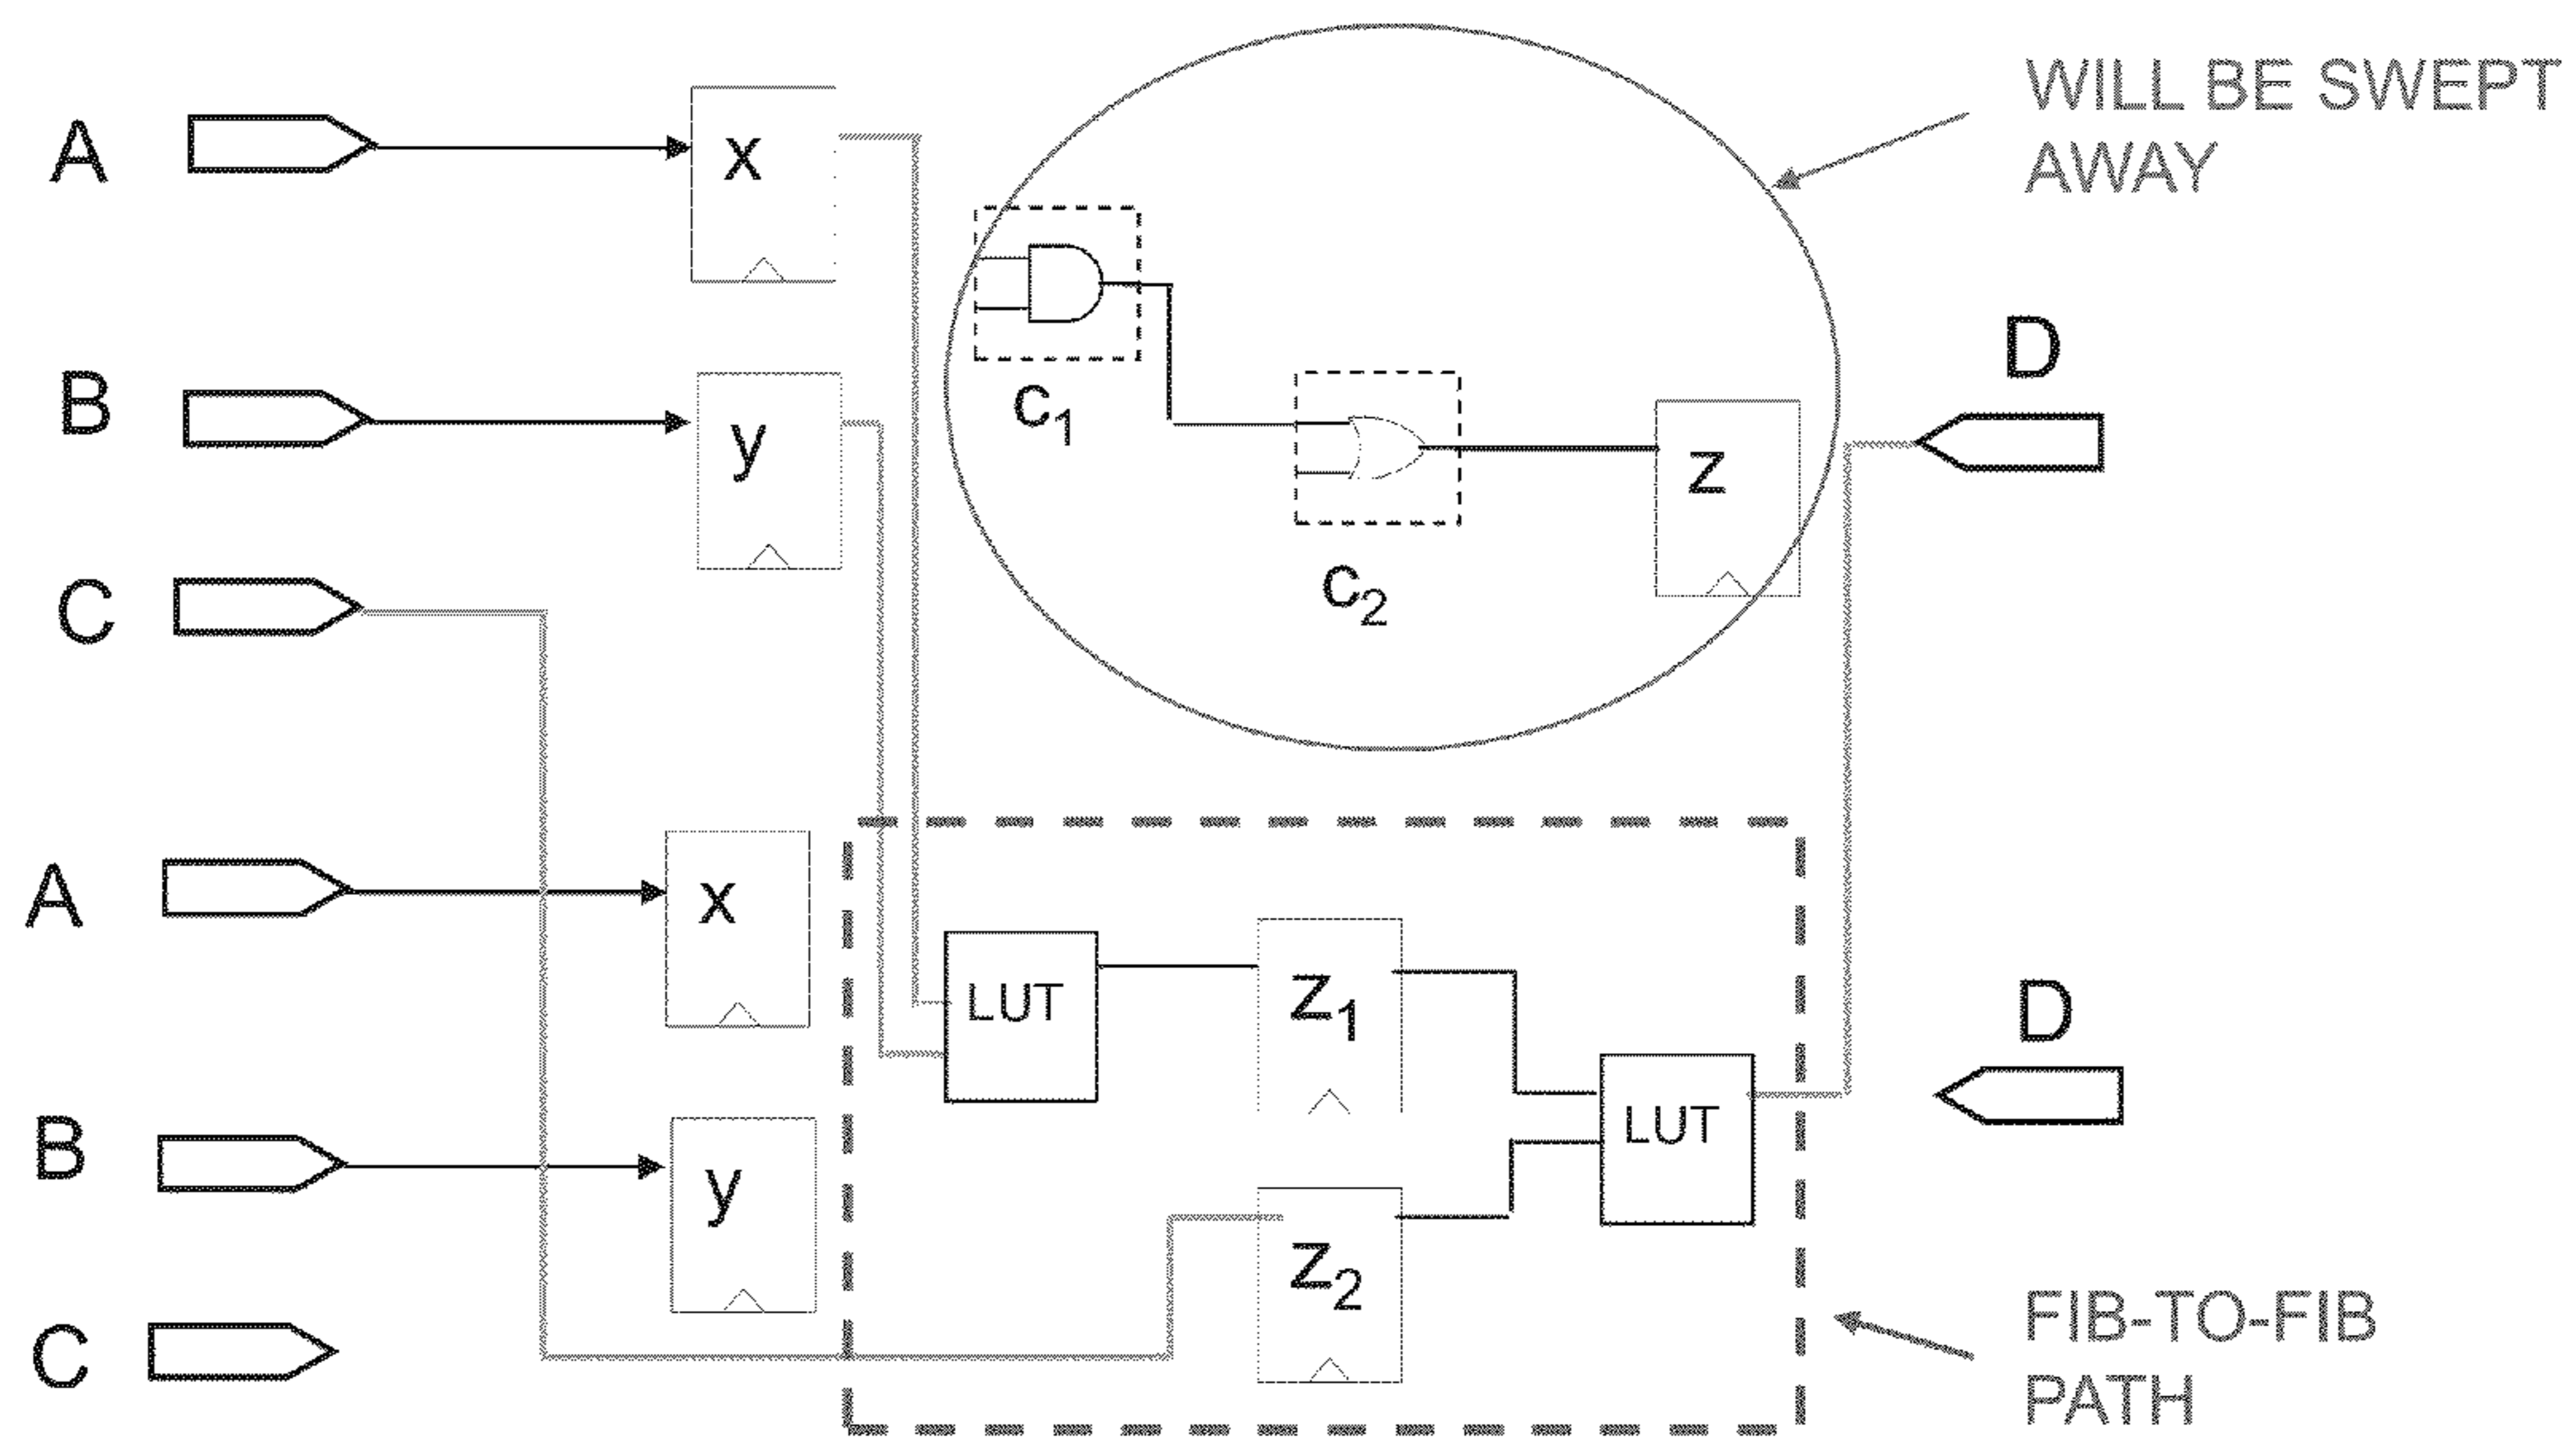 WILL BE SWEPT
AWAY
A
x
B
y
C
c1
c2
z
D
A
x
B
y
C
LUT
z1
z2
LUT
D
FIB-TO-FIB
PATH